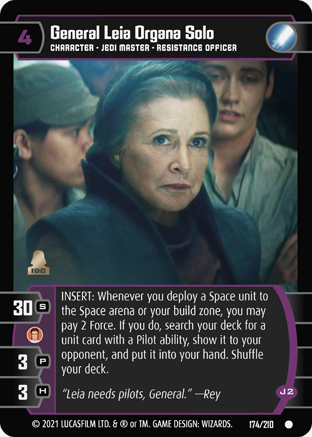 4
General Leia Organa Solo
CHARACTER - JEDI MASTER - RESISTANCE OFFICER
IDC
30 S
3 P
3 H
INSERT: Whenever you deploy a Space unit to
the Space arena or your build zone, you may
pay 2 Force. If you do, search your deck for a
unit card with a Pilot ability, show it to your
opponent, and put it into your hand. Shuffle
your deck.
“Leia needs pilots, General.” —Rey
J2
© 2021 LUCASFILM LTD. & ® or TM. GAME DESIGN: WIZARDS.
174/210